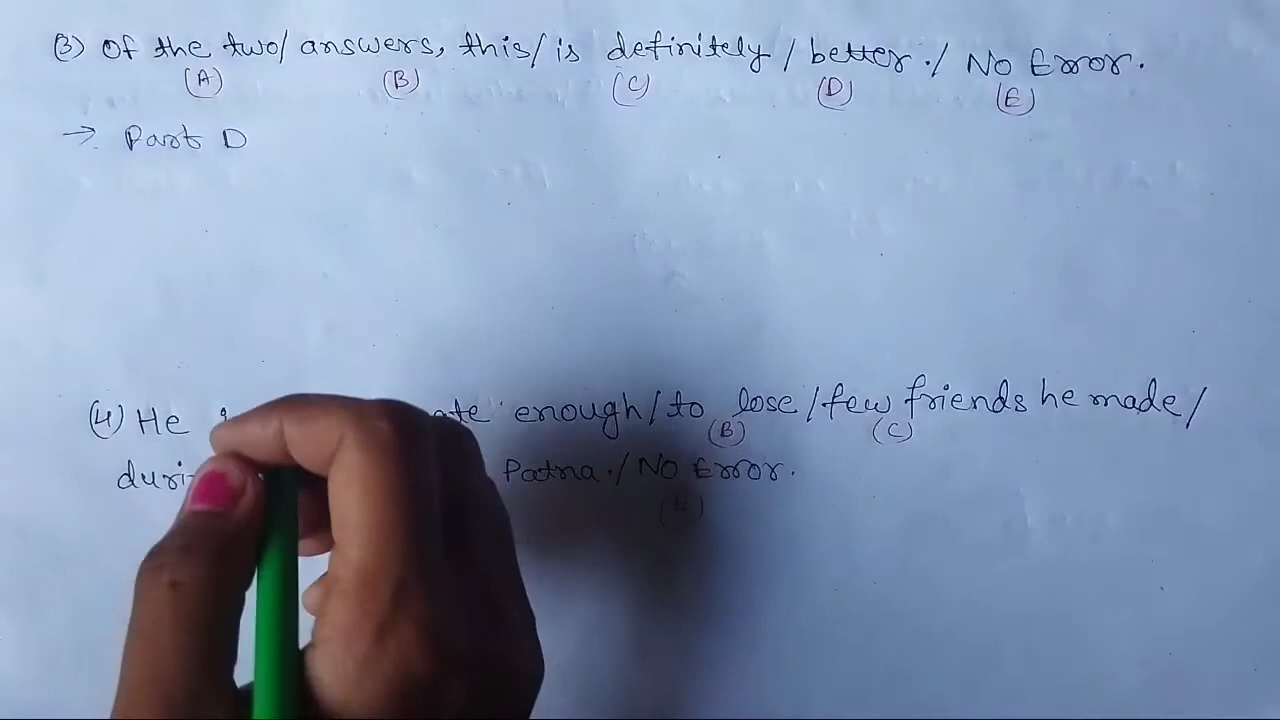 (3) Of the two/ answers, this/ is definitely / better ./ No Error.
(A) (B) (C) (D) (E)
→ Part D
(4) He enough/to lose/few friends he made/
(B) (C)
Patna./ No Error.